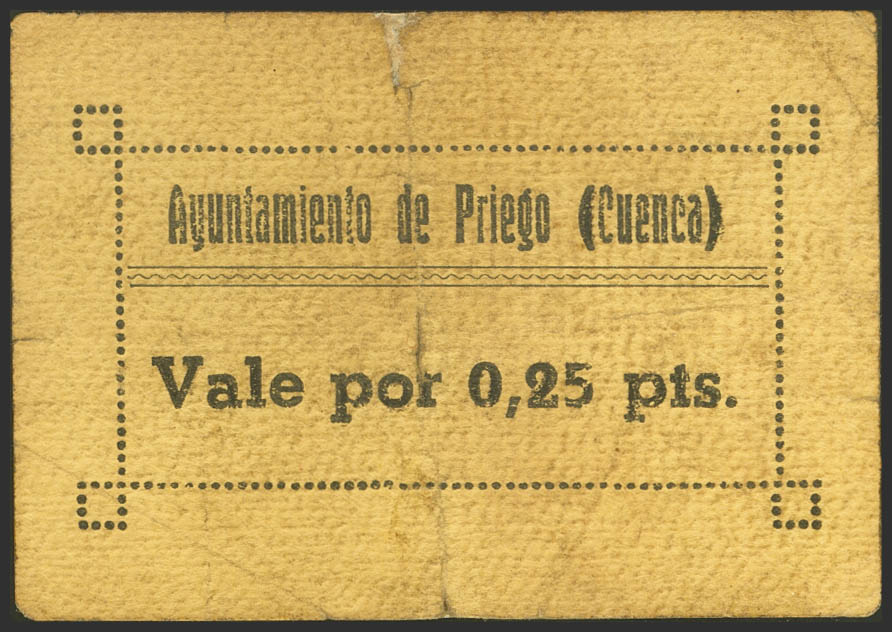 Ayuntamiento de Priego (Cuenca)
Vale por 0,25 pts.